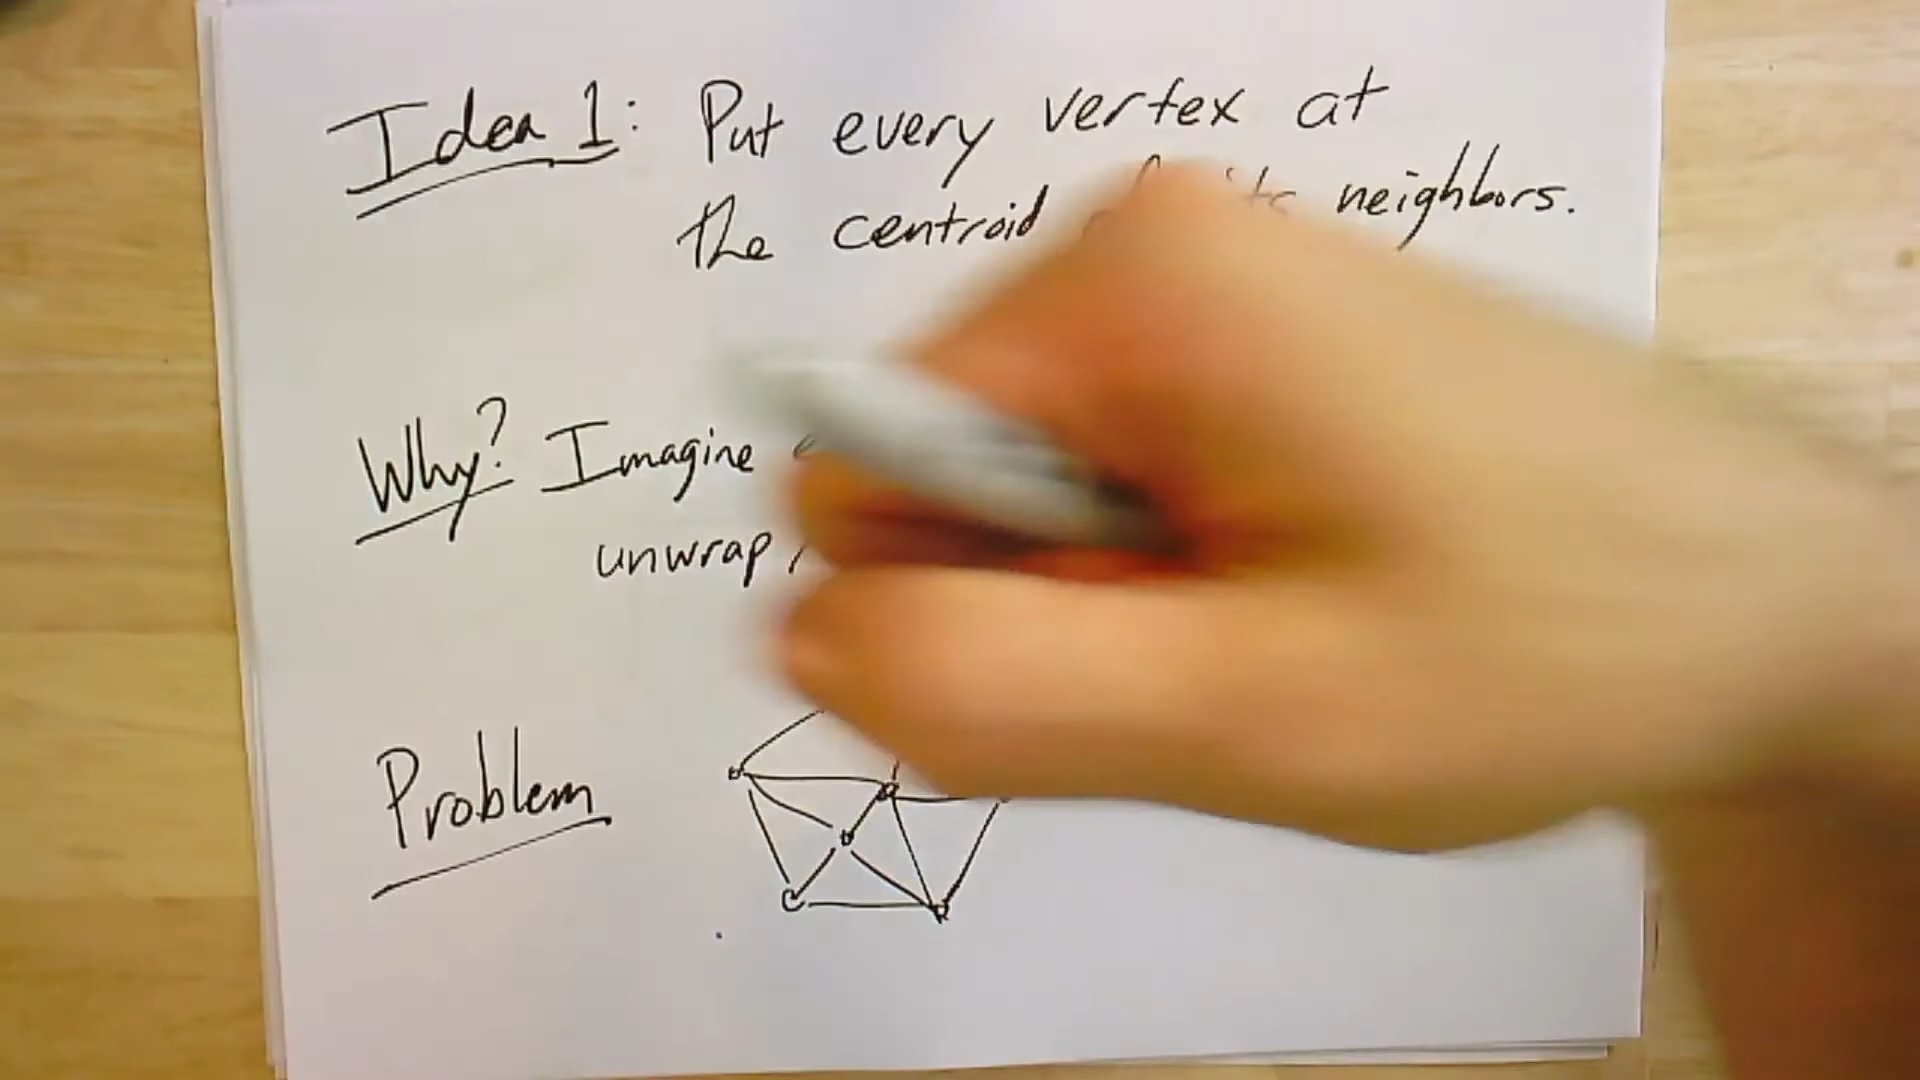 Idea 1: Put every vertex at
the centroid neighbors.
Why? Imagine
unwrap
Problem